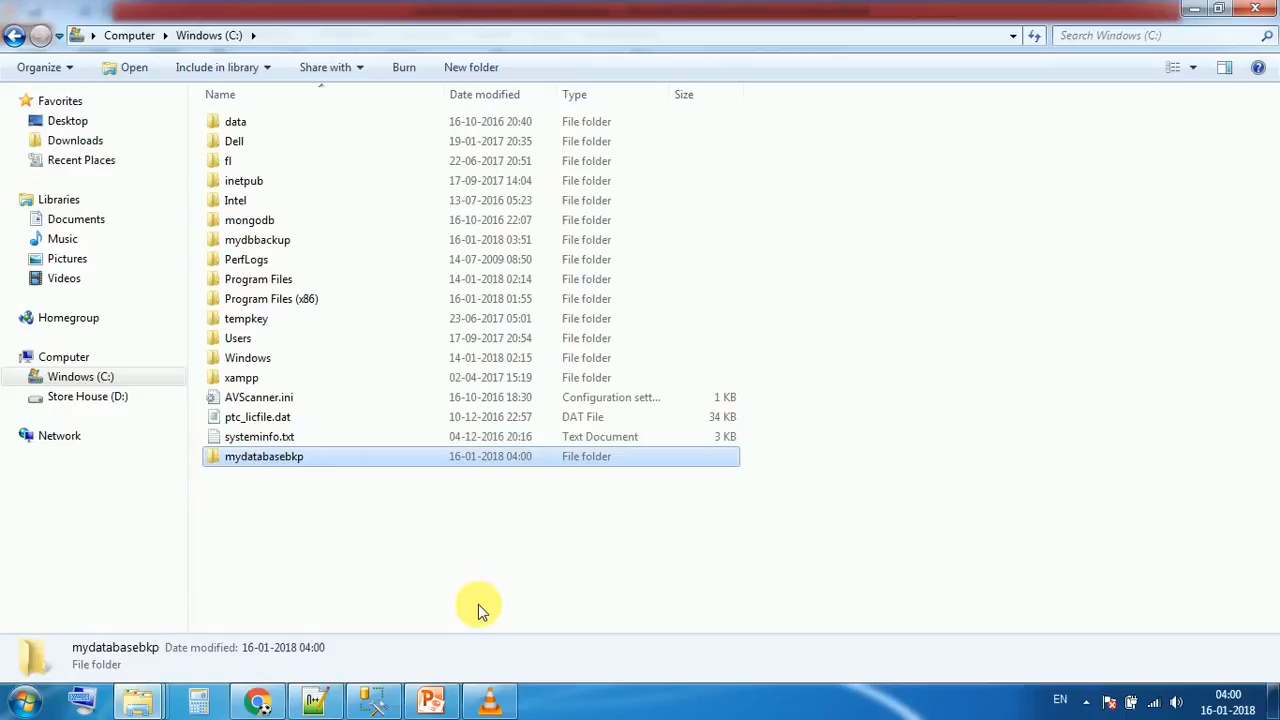 Computer Windows (C:)
Search Windows (C:)
Organize Open Include in library Share with Burn New folder
Name Date modified Type Size
Favorites
Desktop
Downloads
Recent Places
Libraries
Documents
Music
Pictures
Videos
Homegroup
Computer
Windows (C:)
Store House (D:)
Network
data 16-10-2016 20:40 File folder
Dell 19-01-2017 20:35 File folder
fl 22-06-2017 20:51 File folder
inetpub 17-09-2017 14:04 File folder
Intel 13-07-2016 05:23 File folder
mongodb 16-10-2016 22:07 File folder
mydbbackup 16-01-2018 03:51 File folder
PerfLogs 14-07-2009 08:50 File folder
Program Files 14-01-2018 02:14 File folder
Program Files (x86) 16-01-2018 01:55 File folder
tempkey 23-06-2017 05:01 File folder
Users 17-09-2017 20:54 File folder
Windows 14-01-2018 02:15 File folder
xampp 02-04-2017 15:19 File folder
AVScanner.ini 16-10-2016 18:30 Configuration sett... 1 KB
ptc_licfile.dat 10-12-2016 22:57 DAT File 34 KB
systeminfo.txt 04-12-2016 20:16 Text Document 3 KB
mydatabasebkp 16-01-2018 04:00 File folder
mydatabasebkp Date modified: 16-01-2018 04:00
File folder
EN
04:00
16-01-2018